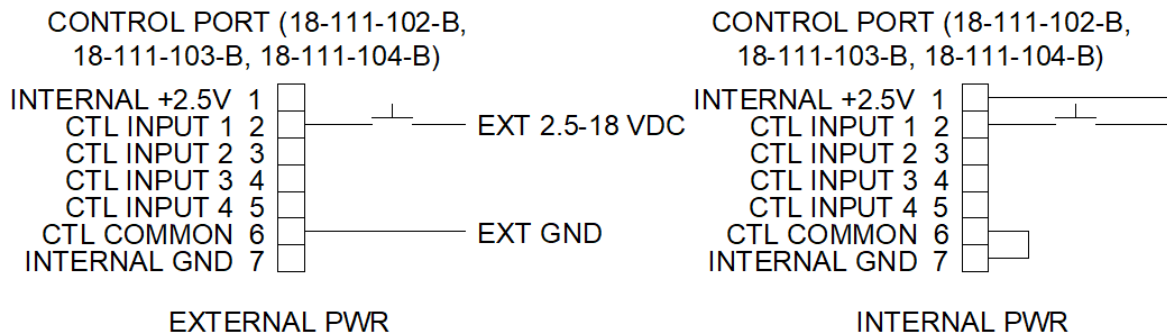 CONTROL PORT (18-111-102-B,
18-111-103-B, 18-111-104-B)
INTERNAL +2.5V 1
CTL INPUT 1 2
EXT 2.5-18 VDC
CTL INPUT 2 3
CTL INPUT 3 4
CTL INPUT 4 5
CTL COMMON 6
EXT GND
INTERNAL GND 7
EXTERNAL PWR
CONTROL PORT (18-111-102-B,
18-111-103-B, 18-111-104-B)
INTERNAL +2.5V 1
CTL INPUT 1 2
CTL INPUT 2 3
CTL INPUT 3 4
CTL INPUT 4 5
CTL COMMON 6
INTERNAL GND 7
INTERNAL PWR